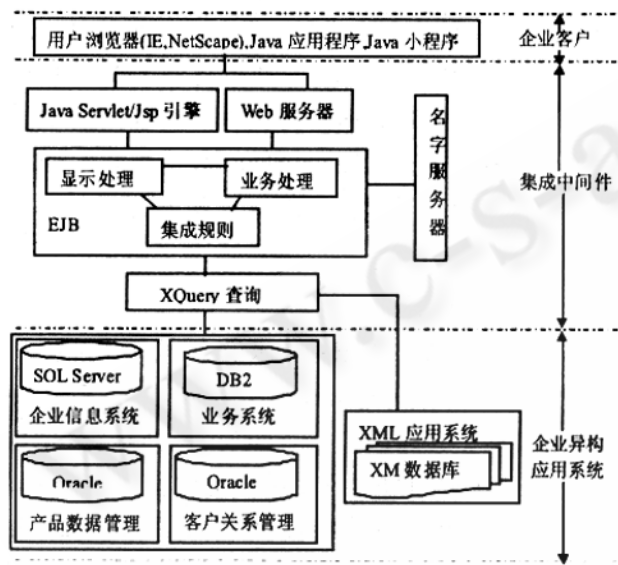 用户浏览器(IE,NetScape),Java 应用程序,Java 小程序
企业客户
Java Servlet/Jsp 引擎
Web 服务器
名字服务器
显示处理
业务处理
集成规则
EJB
集成中间件
XQuery 查询
SOL Server
企业信息系统
DB2
业务系统
Oracle
产品数据管理
Oracle
客户关系管理
XML 应用系统
XM 数据库
企业异构
应用系统
www.c-s-a